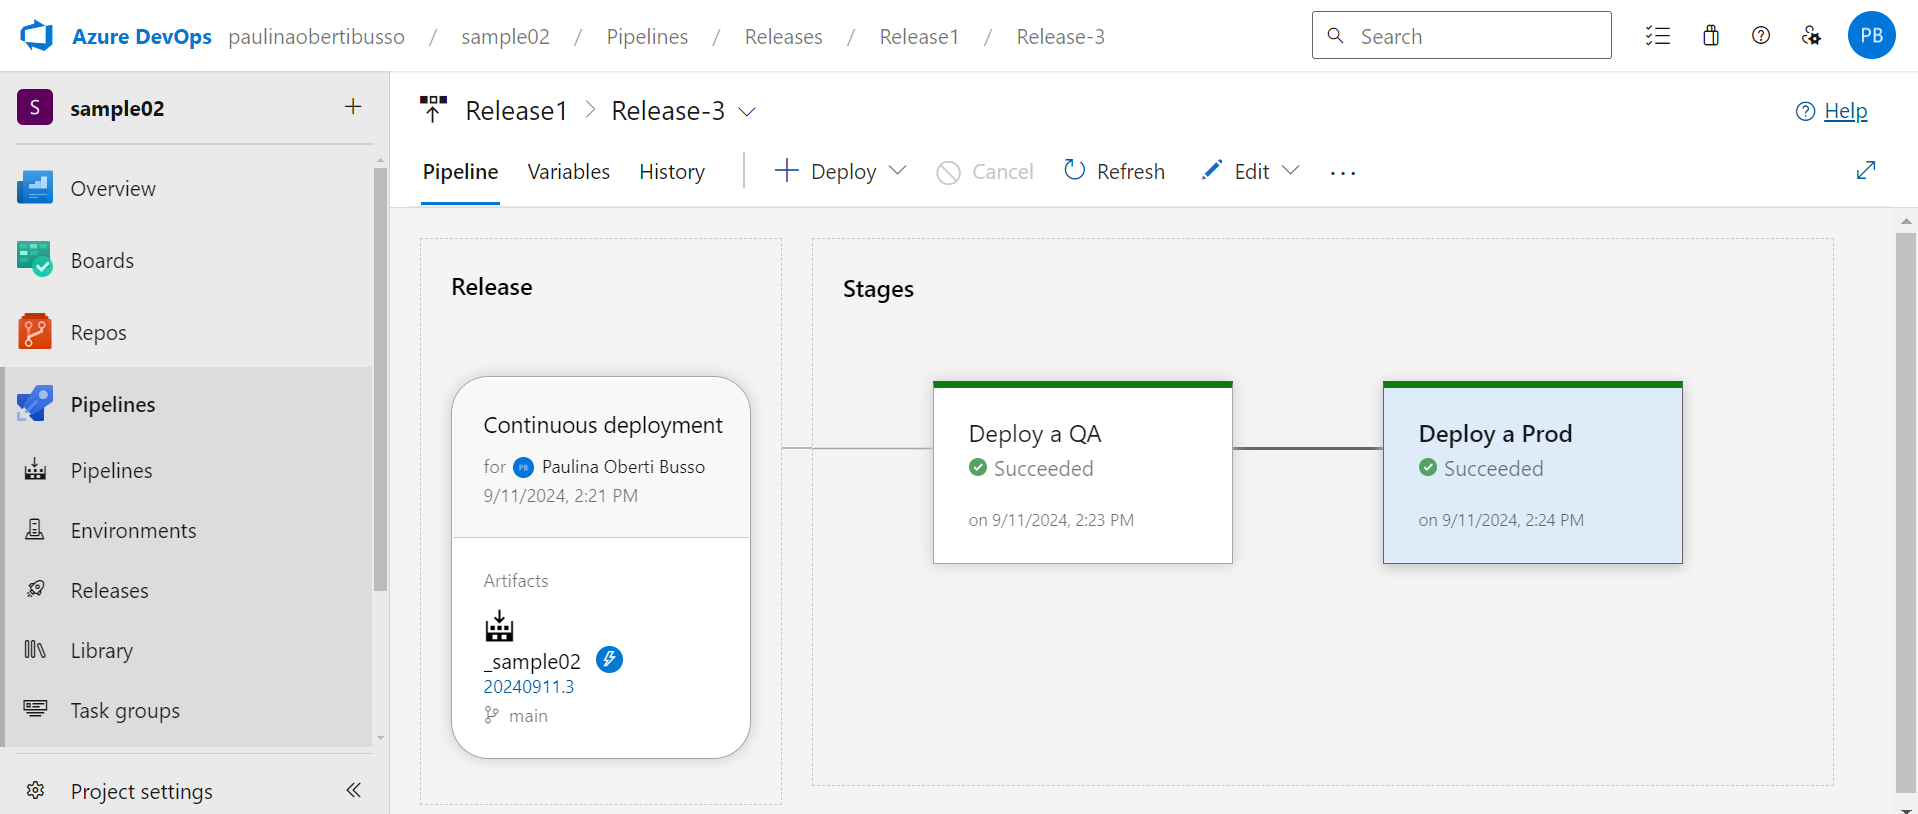 Azure DevOps paulinaobertibusso / sample02 / Pipelines / Releases / Release1 / Release-3
Search
PB
S sample02
Release1 > Release-3
Help
Pipeline Variables History Deploy Cancel Refresh Edit ...
Overview
Boards
Repos
Pipelines
Pipelines
Environments
Releases
Library
Task groups
Project settings
Release
Continuous deployment
for PB Paulina Oberti Busso
9/11/2024, 2:21 PM
Artifacts
_sample02
20240911.3
main
Stages
Deploy a QA
Succeeded
on 9/11/2024, 2:23 PM
Deploy a Prod
Succeeded
on 9/11/2024, 2:24 PM